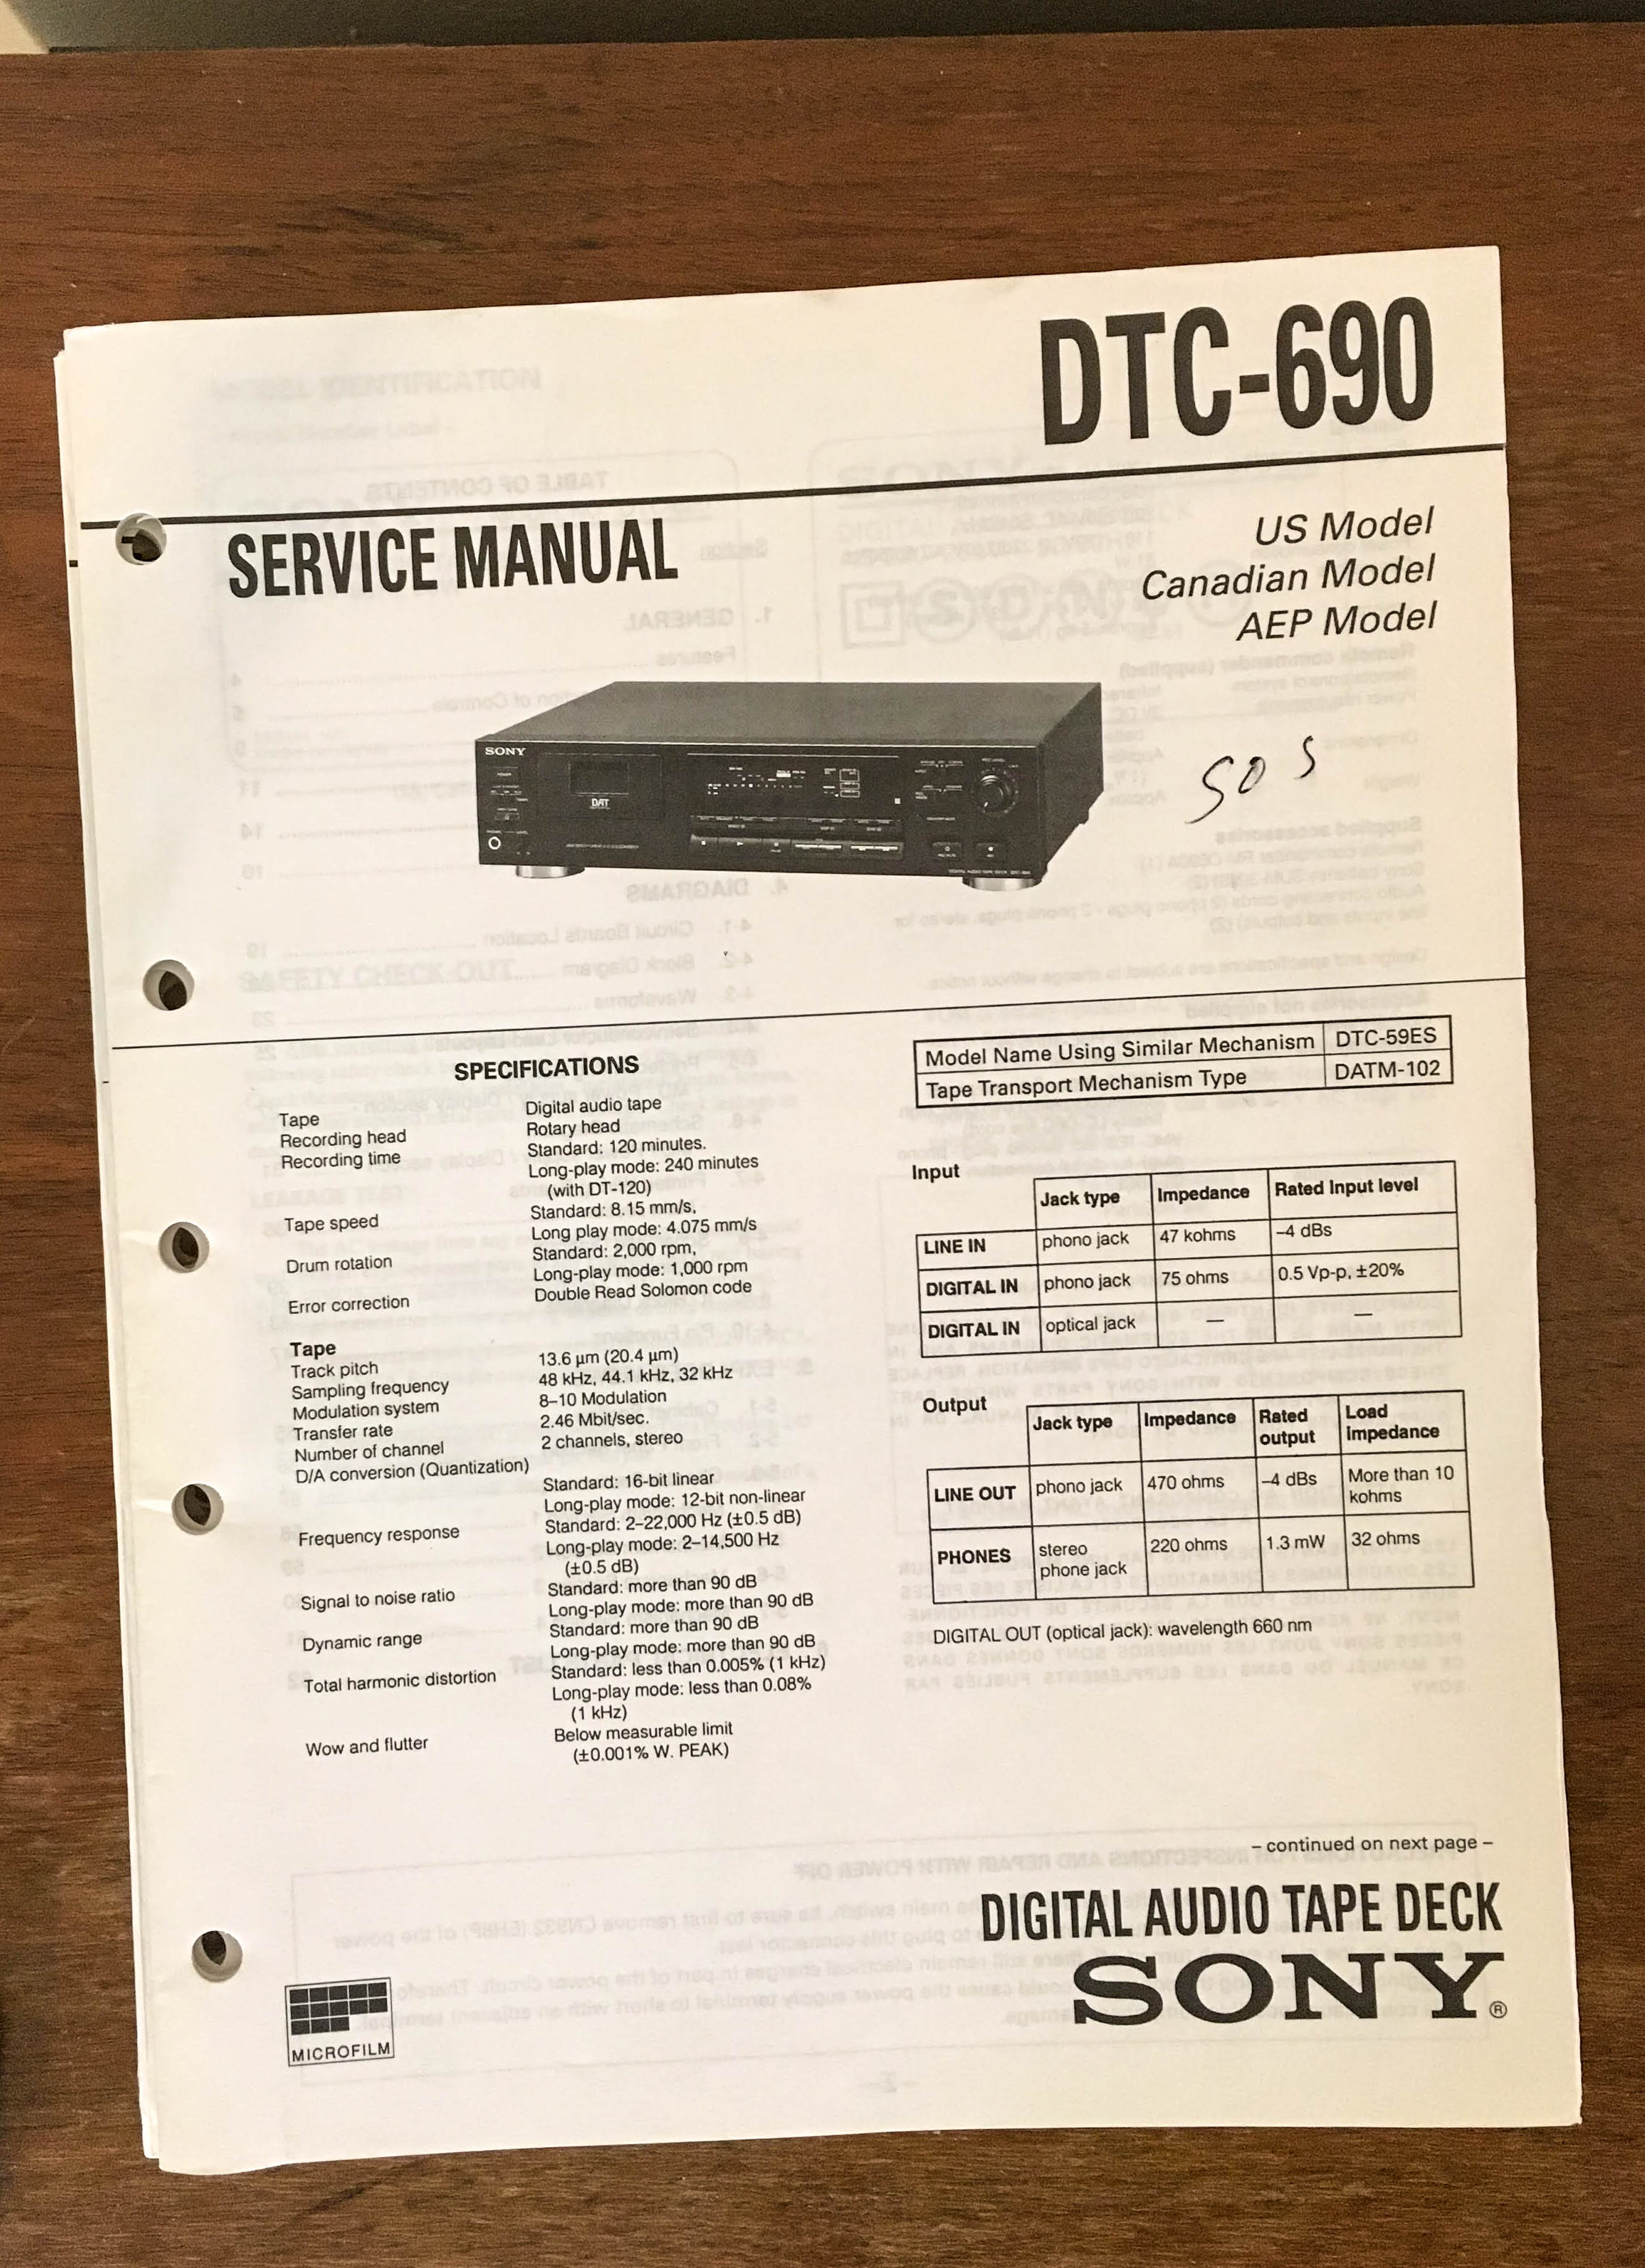 DTC-690
SERVICE MANUAL
US Model
Canadian Model
AEP Model
SONY
DAT
SOS
SPECIFICATIONS
Tape Digital audio tape
Recording head Rotary head
Recording time Standard: 120 minutes.
Long-play mode: 240 minutes
(with DT-120)
Tape speed Standard: 8.15 mm/s,
Long play mode: 4.075 mm/s
Drum rotation Standard: 2,000 rpm,
Long-play mode: 1,000 rpm
Error correction Double Read Solomon code
Tape
Track pitch 13.6 µm (20.4 µm)
Sampling frequency 48 kHz, 44.1 kHz, 32 kHz
Modulation system 8–10 Modulation
Transfer rate 2.46 Mbit/sec.
Number of channel 2 channels, stereo
D/A conversion (Quantization)
Standard: 16-bit linear
Long-play mode: 12-bit non-linear
Frequency response Standard: 2–22,000 Hz (±0.5 dB)
Long-play mode: 2–14,500 Hz
(±0.5 dB)
Signal to noise ratio Standard: more than 90 dB
Long-play mode: more than 90 dB
Dynamic range Standard: more than 90 dB
Long-play mode: more than 90 dB
Total harmonic distortion Standard: less than 0.005% (1 kHz)
Long-play mode: less than 0.08%
(1 kHz)
Wow and flutter Below measurable limit
(±0.001% W. PEAK)
Model Name Using Similar Mechanism DTC-59ES
Tape Transport Mechanism Type DATM-102
Input
Jack type Impedance Rated Input level
LINE IN phono jack 47 kohms –4 dBs
DIGITAL IN phono jack 75 ohms 0.5 Vp-p, ±20%
DIGITAL IN optical jack — —
Output
Jack type Impedance Rated output Load Impedance
LINE OUT phono jack 470 ohms –4 dBs More than 10 kohms
PHONES stereo phone jack 220 ohms 1.3 mW 32 ohms
DIGITAL OUT (optical jack): wavelength 660 nm
– continued on next page –
DIGITAL AUDIO TAPE DECK
SONY®
MICROFILM